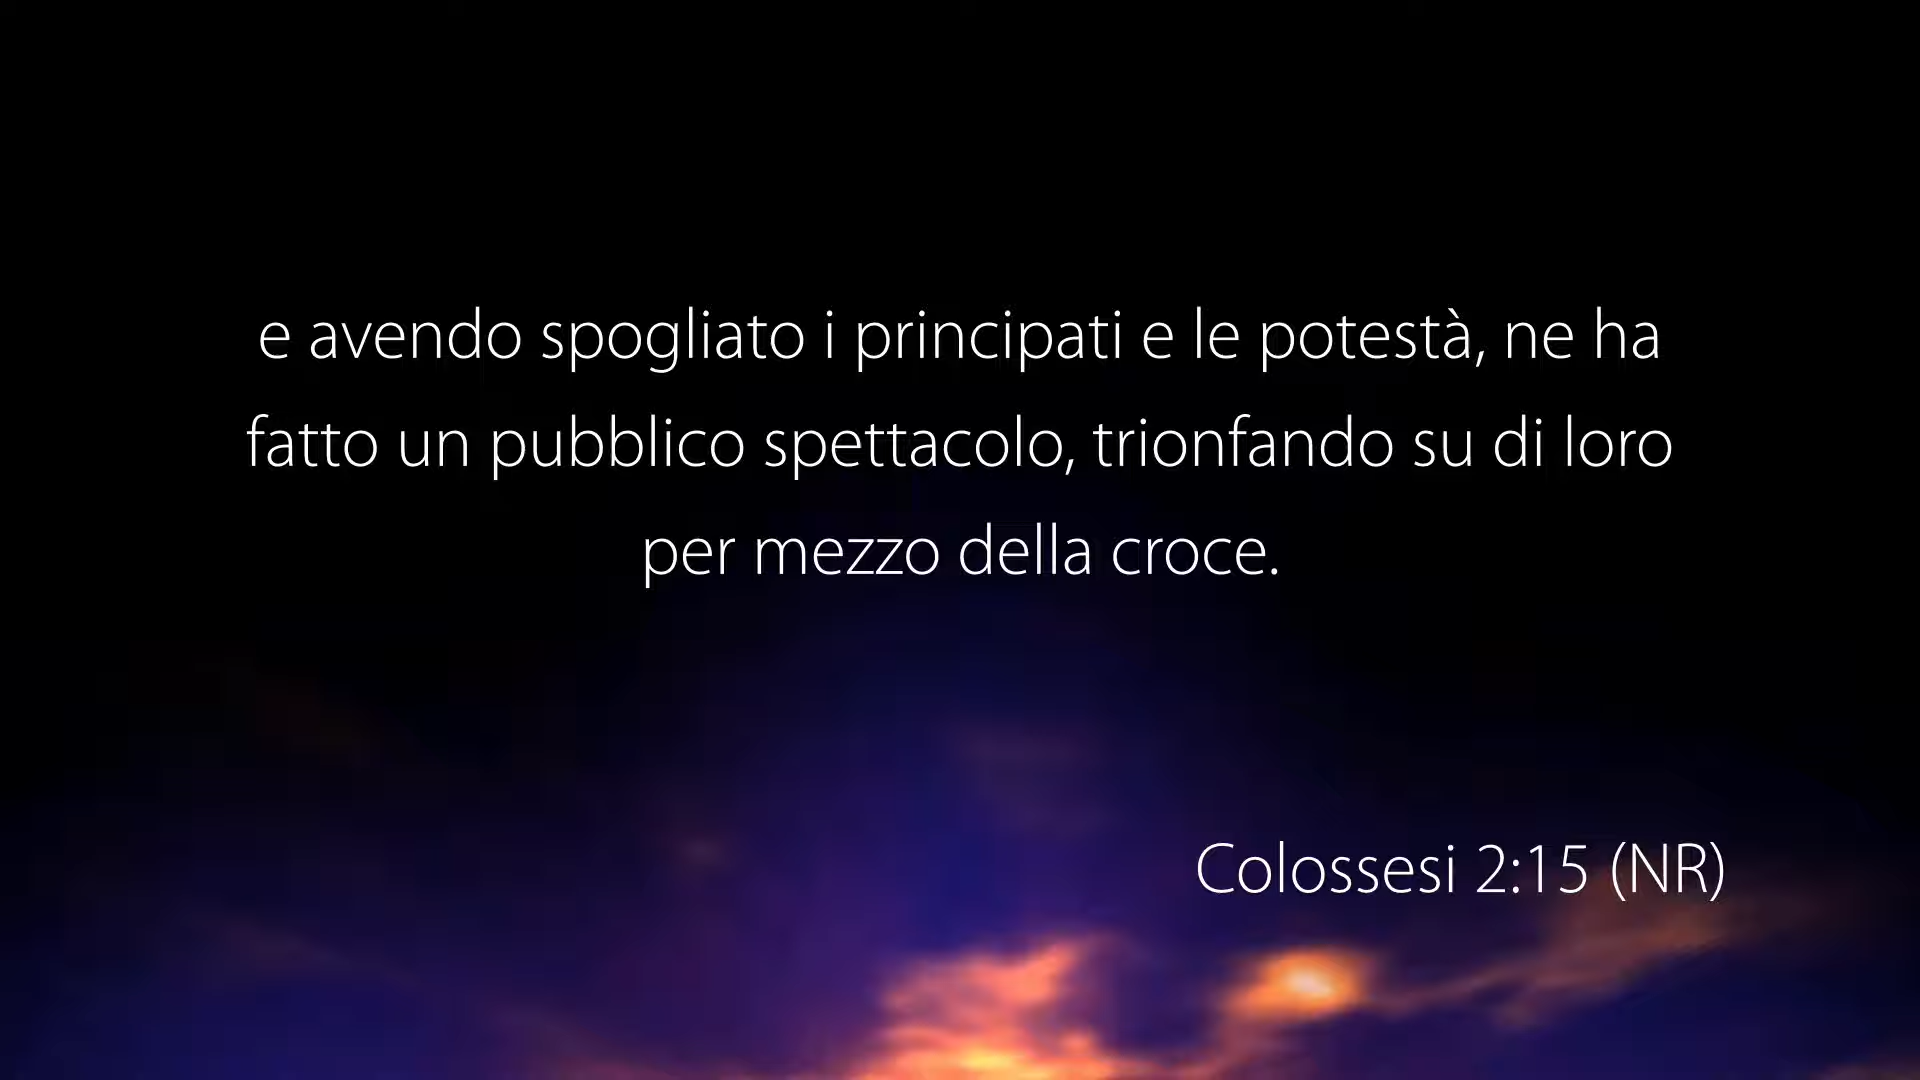 e avendo spogliato i principati e le potestà, ne ha
fatto un pubblico spettacolo, trionfando su di loro
per mezzo della croce.
Colossesi 2:15 (NR)